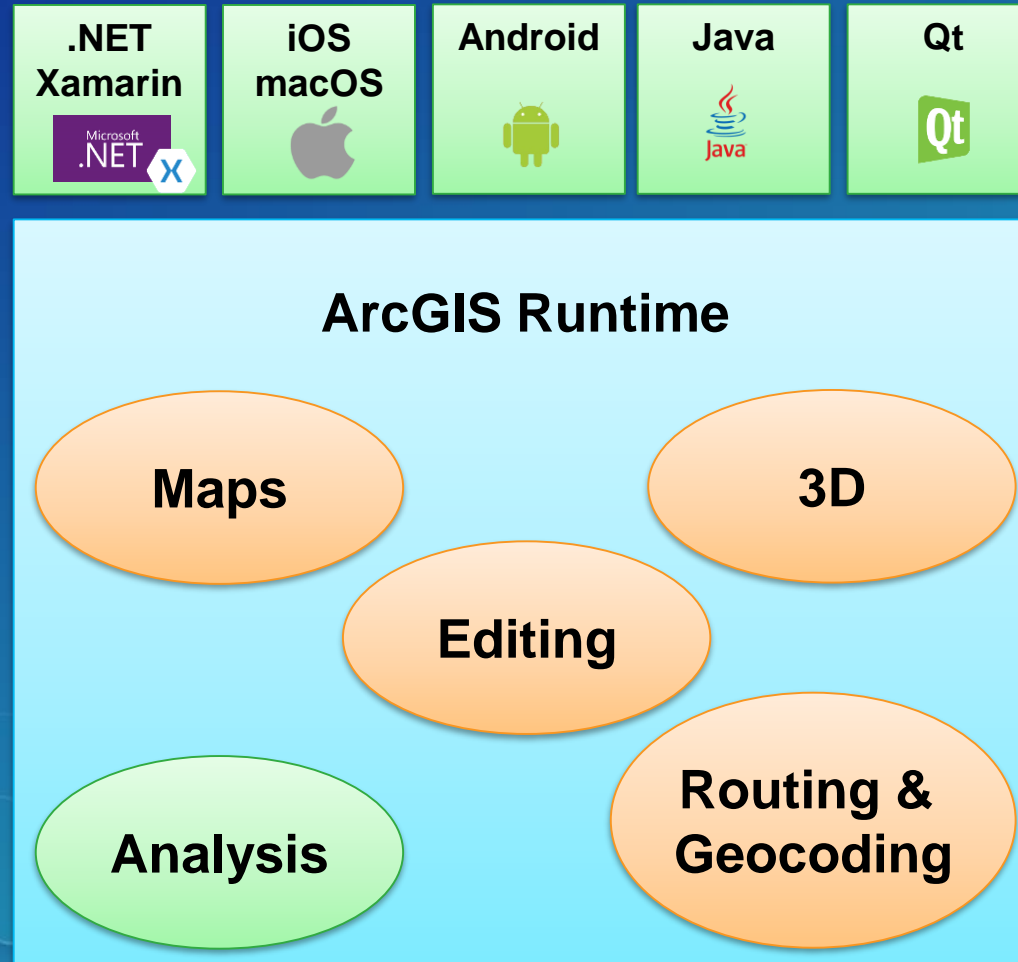 .NET
Xamarin
Microsoft
.NET
X
iOS
macOS
Android
Java
Java
Qt
Qt
ArcGIS Runtime
Maps
3D
Editing
Analysis
Routing &
Geocoding